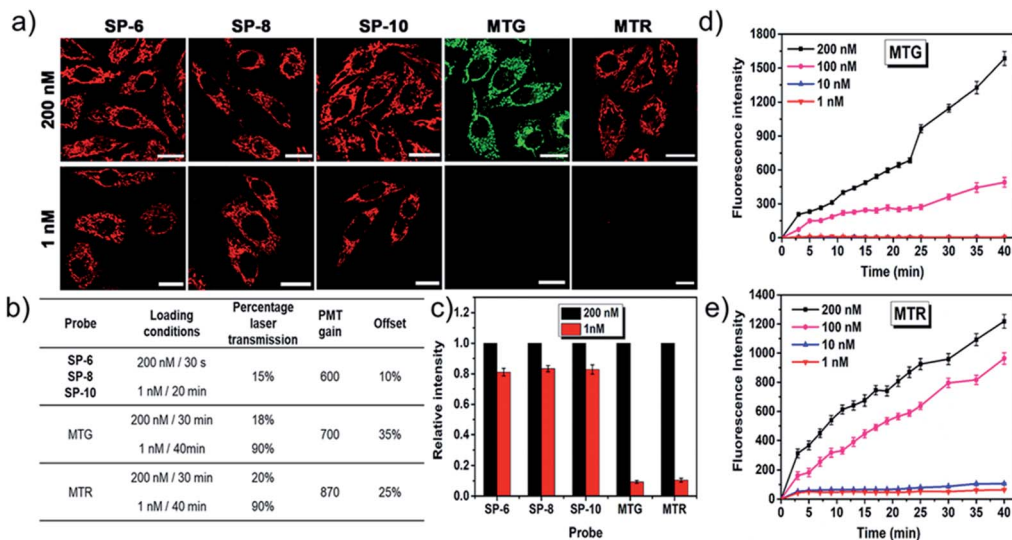 a)
SP-6 SP-8 SP-10 MTG MTR
200 nM
1 nM
b)
Probe Loading conditions Percentage laser transmission PMT gain Offset
SP-6
SP-8
SP-10
200 nM / 30 s
1 nM / 20 min
15% 600 10%
MTG
200 nM / 30 min 18%
1 nM / 40min 90%
700 35%
MTR
200 nM / 30 min 20%
1 nM / 40 min 90%
870 25%
c)
200 nM
1nM
Relative intensity
1.2
1.0
0.8
0.6
0.4
0.2
0.0
SP-6 SP-8 SP-10 MTG MTR
Probe
d)
MTG
200 nM
100 nM
10 nM
1 nM
Fluorescence intensity
1800
1500
1200
900
600
300
0
0 5 10 15 20 25 30 35 40
Time (min)
e)
MTR
200 nM
100 nM
10 nM
1 nM
Fluorescence Intensity
1400
1200
1000
800
600
400
200
0
0 5 10 15 20 25 30 35 40
Time (min)